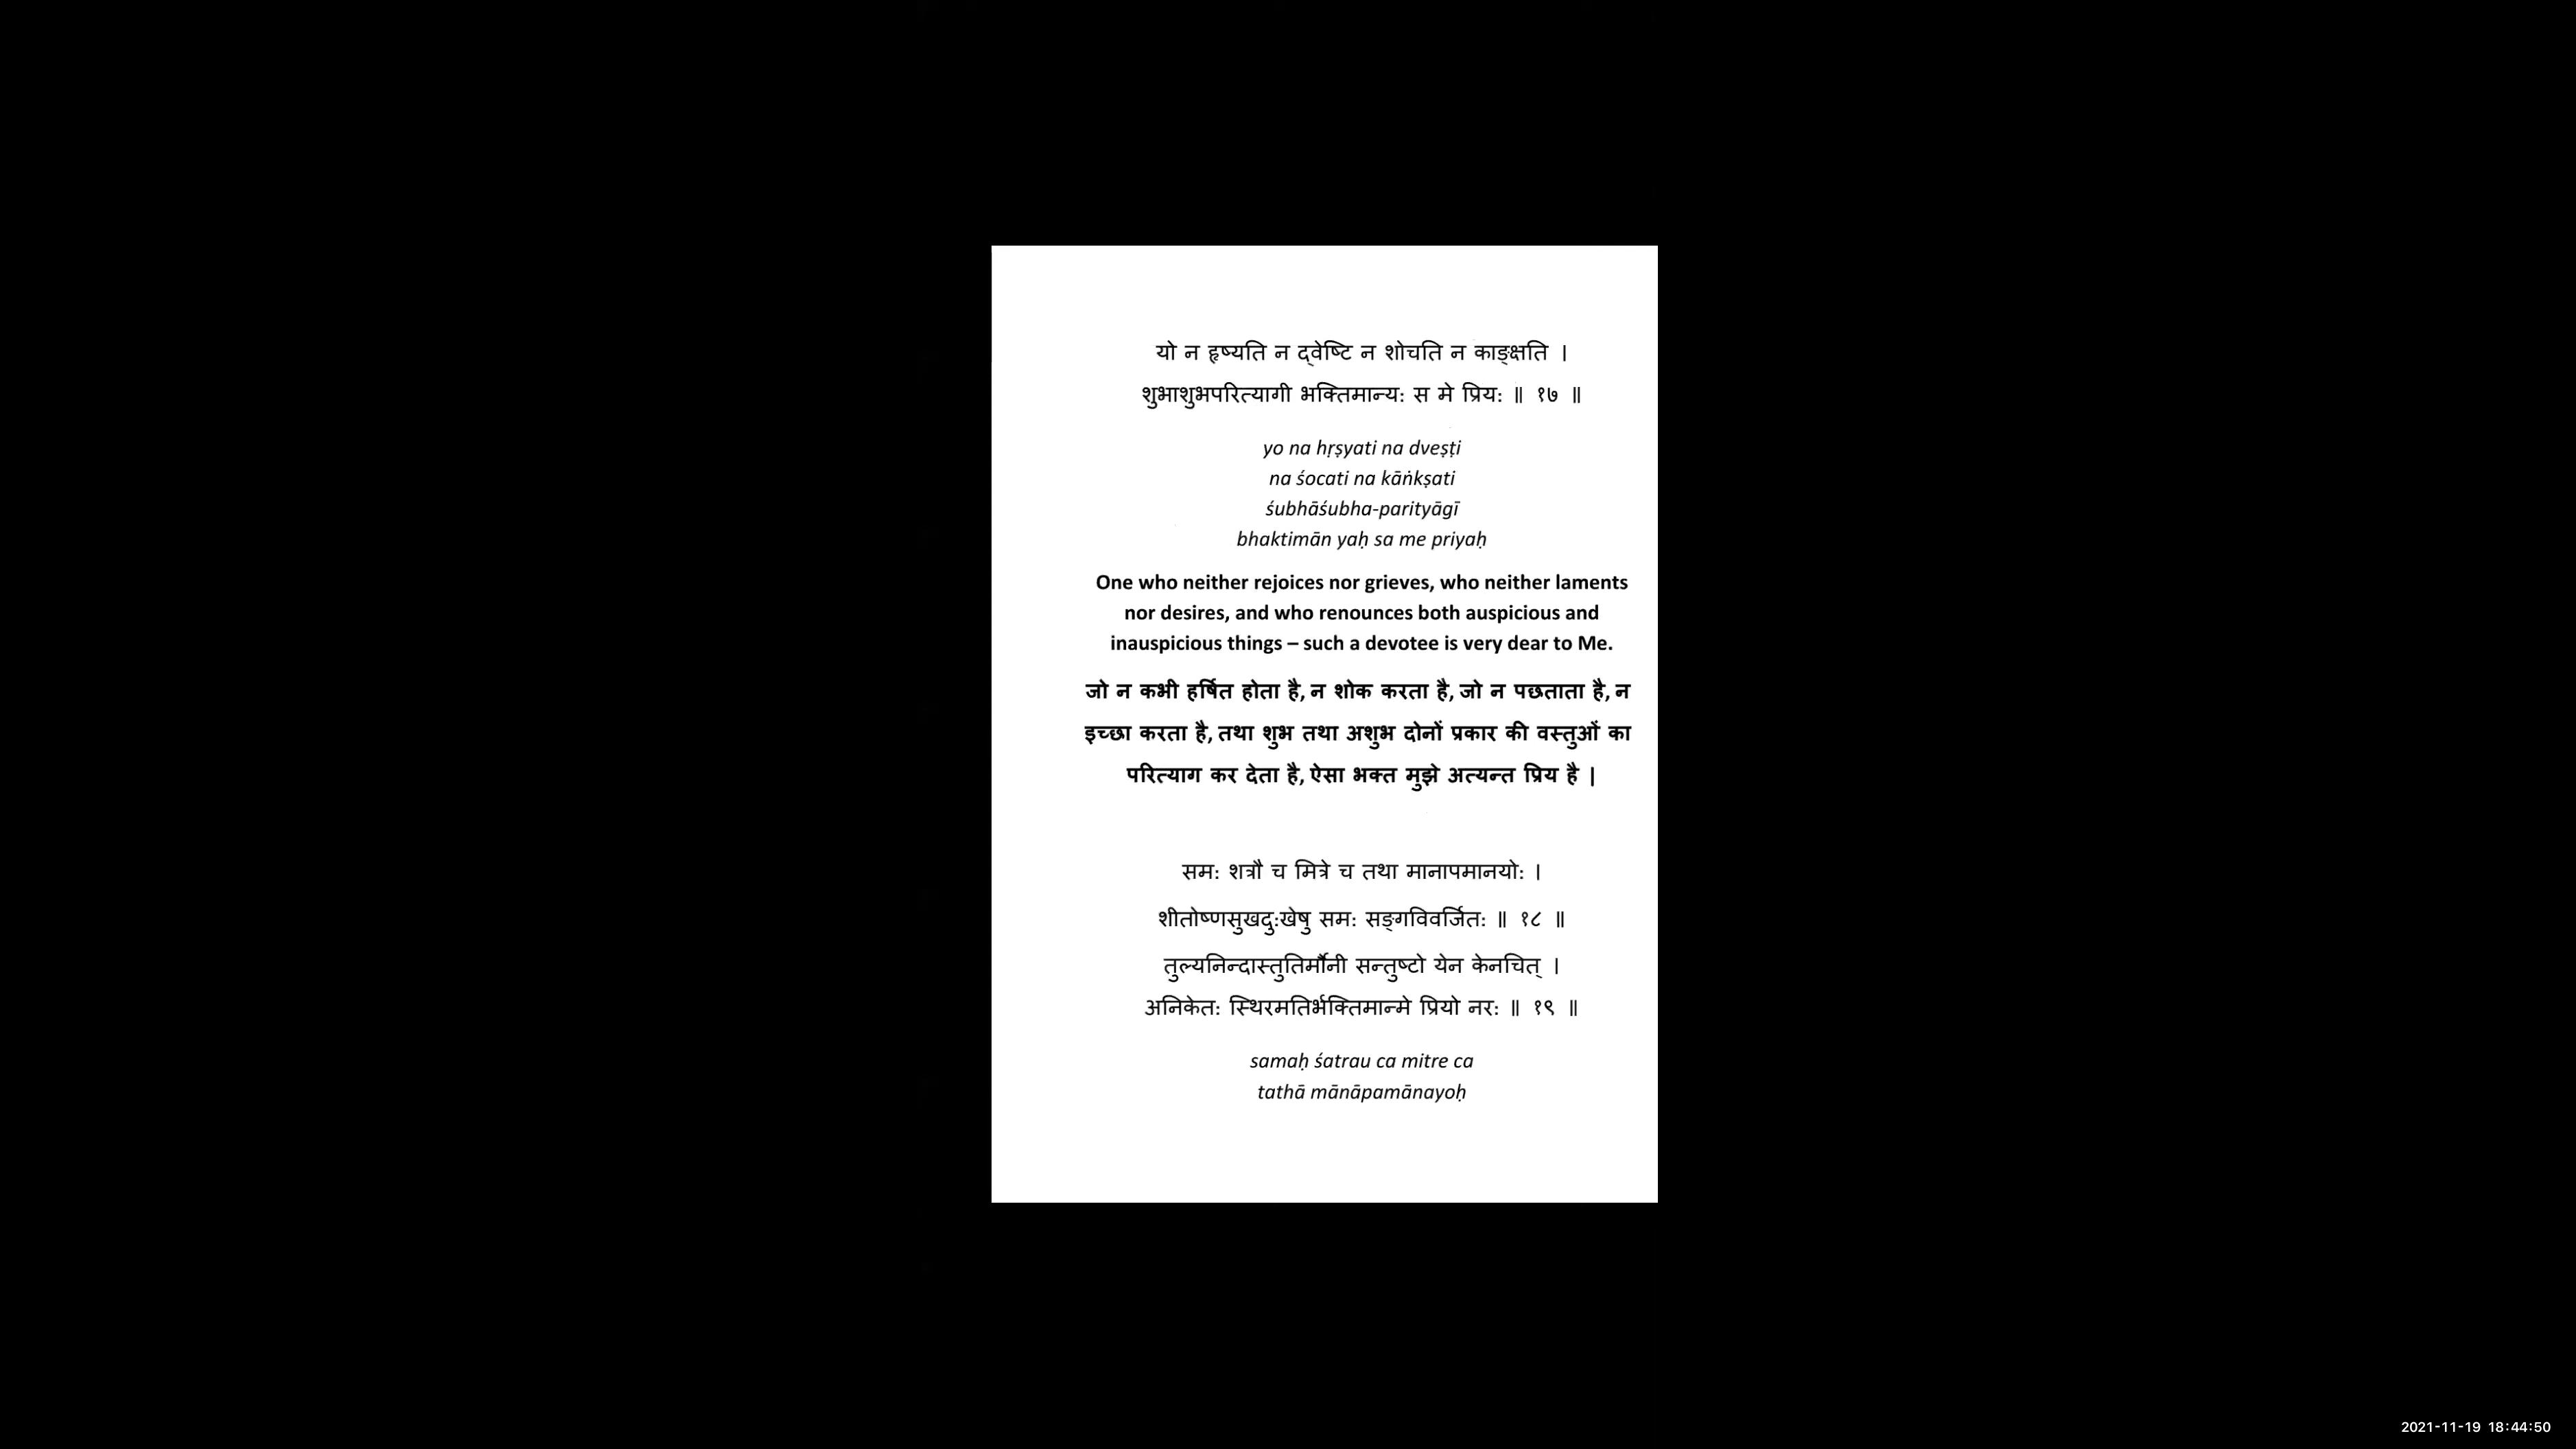 यो न हृष्यति न द्वेष्टि न शोचति न काङ्क्षति ।
शुभाशुभपरित्यागी भक्तिमान्यः स मे प्रियः ॥ १७ ॥
yo na hṛṣyati na dveṣṭi
na śocati na kāṅkṣati
śubhāśubha-parityāgī
bhaktimān yaḥ sa me priyaḥ
One who neither rejoices nor grieves, who neither laments
nor desires, and who renounces both auspicious and
inauspicious things – such a devotee is very dear to Me.
जो न कभी हर्षित होता है, न शोक करता है, जो न पछताता है, न
इच्छा करता है, तथा शुभ तथा अशुभ दोनों प्रकार की वस्तुओं का
परित्याग कर देता है, ऐसा भक्त मुझे अत्यन्त प्रिय है |
समः शत्रौ च मित्रे च तथा मानापमानयोः ।
शीतोष्णसुखदुःखेषु समः सङ्गविवर्जितः ॥ १८ ॥
तुल्यनिन्दास्तुतिर्मौनी सन्तुष्टो येन केनचित् ।
अनिकेतः स्थिरमतिर्भक्तिमान्मे प्रियो नरः ॥ १९ ॥
samaḥ śatrau ca mitre ca
tathā mānāpamānayoḥ
2021-11-19 18:44:50